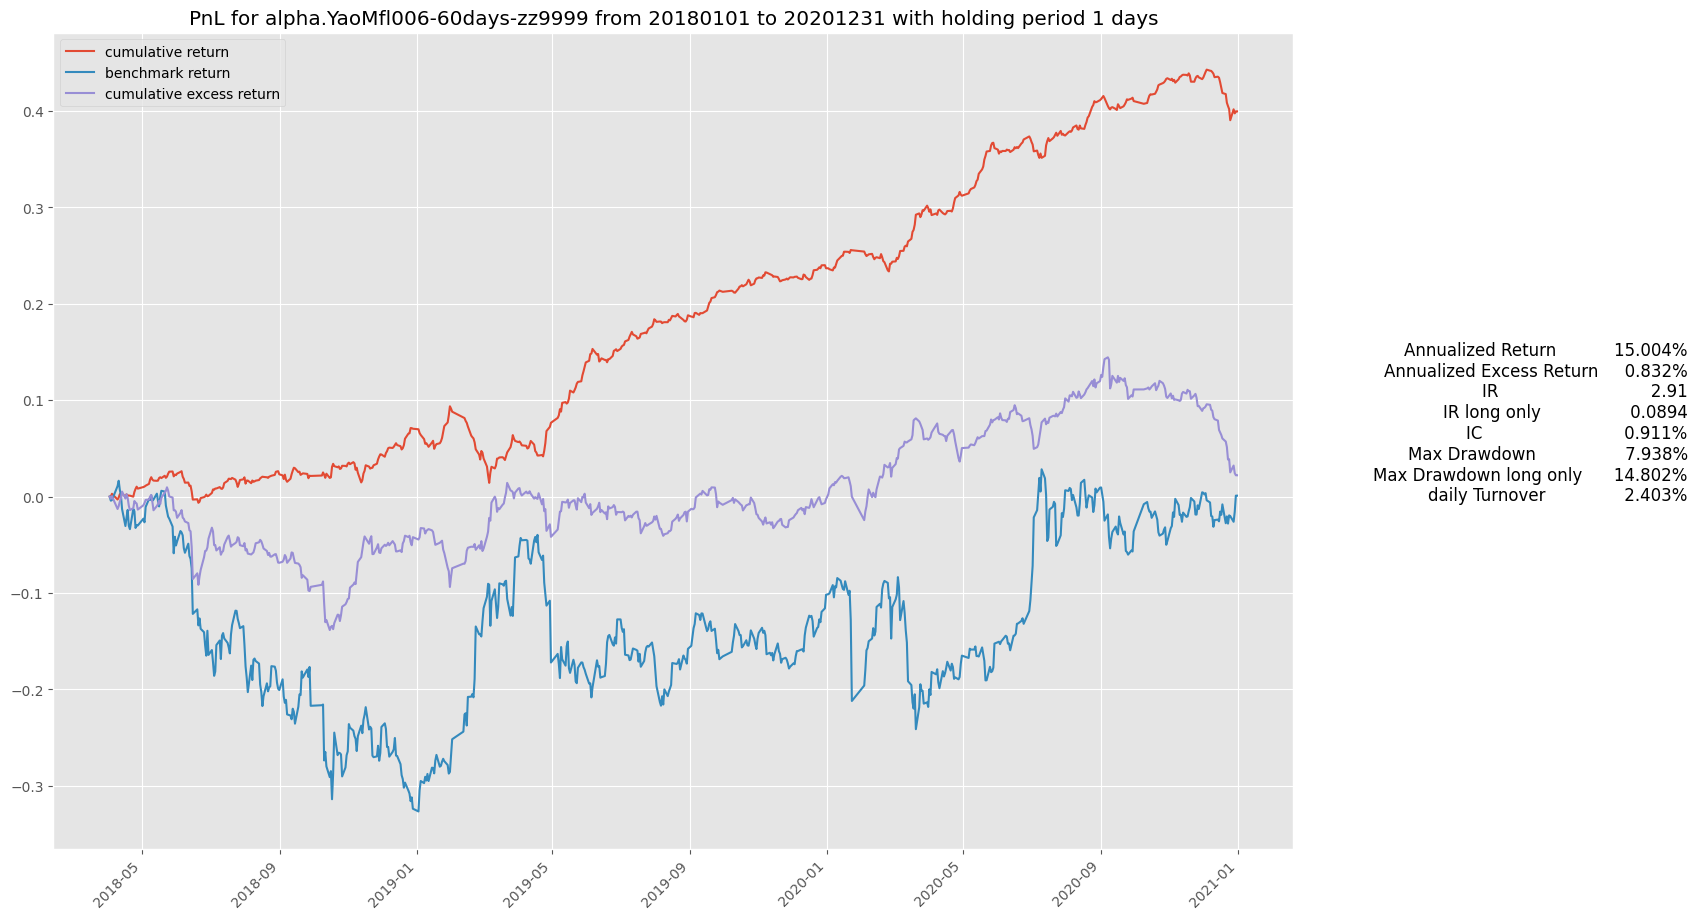 PnL for alpha.YaoMfl006-60days-zz9999 from 20180101 to 20201231 with holding period 1 days
cumulative return
benchmark return
cumulative excess return
0.4
0.3
0.2
0.1
0.0
−0.1
−0.2
−0.3
2018-05
2018-09
2019-01
2019-05
2019-09
2020-01
2020-05
2020-09
2021-01
Annualized Return 15.004%
Annualized Excess Return 0.832%
IR 2.91
IR long only 0.0894
IC 0.911%
Max Drawdown 7.938%
Max Drawdown long only 14.802%
daily Turnover 2.403%